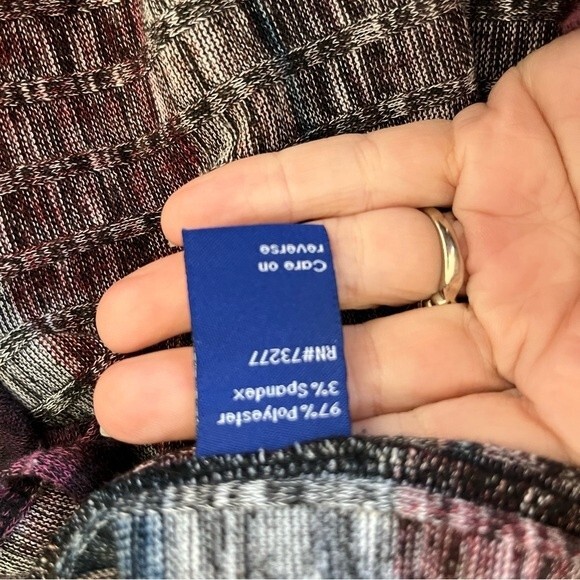 97% Polyester
3% Spandex
RN#73277
Care on
reverse